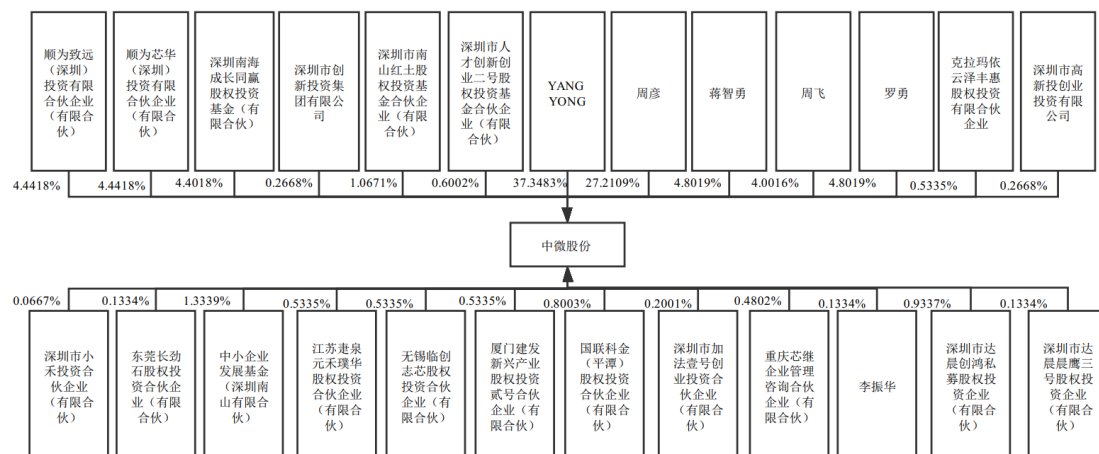 顺为致远
（深圳）
投资有限
合伙企业
（有限合
伙）
顺为芯华
（深圳）
投资有限
合伙企业
（有限合
伙）
深圳南海
成长同赢
股权投资
基金（有
限合伙）
深圳市创
新投资集
团有限公
司
深圳市南
山红土股
权投资基
金合伙企
业（有限
合伙）
深圳市人
才创新创
业二号股
权投资基
金合伙企
业（有限
合伙）
YANG
YONG
周彦
蒋智勇
周飞
罗勇
克拉玛依
云泽丰惠
股权投资
有限合伙
企业
深圳市高
新投创业
投资有限
公司
4.4418%
4.4418%
4.4018%
0.2668%
1.0671%
0.6002%
37.3483%
27.2109%
4.8019%
4.0016%
4.8019%
0.5335%
0.2668%
中微股份
0.0667%
0.1334%
1.3339%
0.5335%
0.5335%
0.5335%
0.8003%
0.2001%
0.4802%
0.1334%
0.9337%
0.1334%
深圳市小
禾投资合
伙企业
（有限合
伙）
东莞长劲
石股权投
资合伙企
业（有限
合伙）
中小企业
发展基金
（深圳南
山有限合
伙）
江苏疌泉
元禾璞华
股权投资
合伙企业
（有限合
伙）
无锡临创
志芯股权
投资合伙
企业（有
限合伙）
厦门建发
新兴产业
股权投资
贰号合伙
企业（有
限合伙）
国联科金
（平潭）
股权投资
合伙企业
（有限合
伙）
深圳市加
法壹号创
业投资合
伙企业
（有限合
伙）
重庆芯继
企业管理
咨询合伙
企业（有
限合伙）
李振华
深圳市达
晨创鸿私
募股权投
资企业
（有限合
伙）
深圳市达
晨晨鹰三
号股权投
资企业
（有限合
伙）